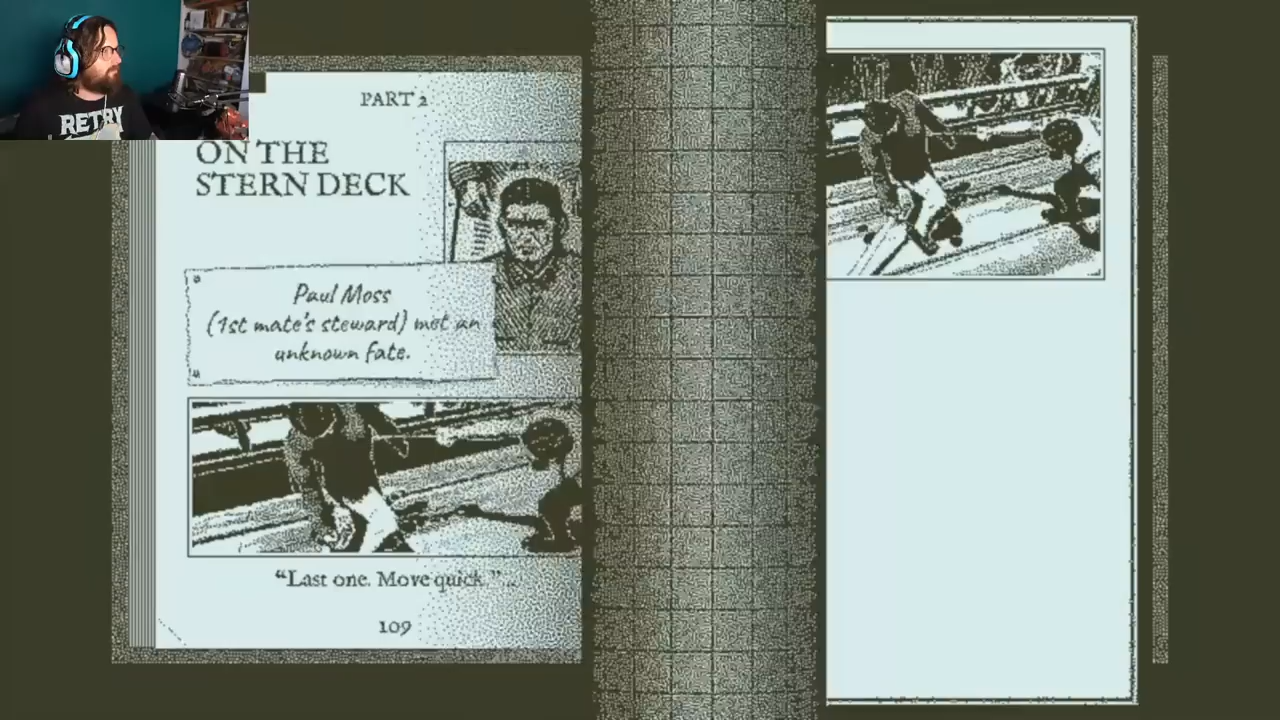 RETRY
PART 2
ON THE
STERN DECK
Paul Moss
(1st mate's steward) met an
unknown fate.
"Last one. Move quick."...
109